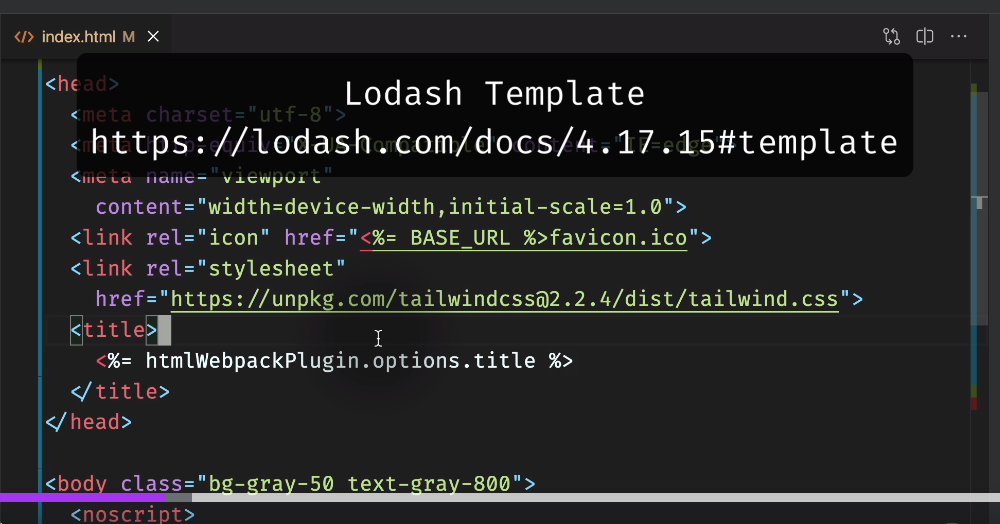 index.html M
Lodash Template
https://lodash.com/docs/4.17.15#template
<head>
<meta charset="utf-8">
<meta
<meta name="viewport"
content="width=device-width,initial-scale=1.0">
<link rel="icon" href="<%= BASE_URL %>favicon.ico">
<link rel="stylesheet"
href="https://unpkg.com/tailwindcss@2.2.4/dist/tailwind.css">
<title>
<%= htmlWebpackPlugin.options.title %>
</title>
</head>
<body class="bg-gray-50 text-gray-800">
<noscript>